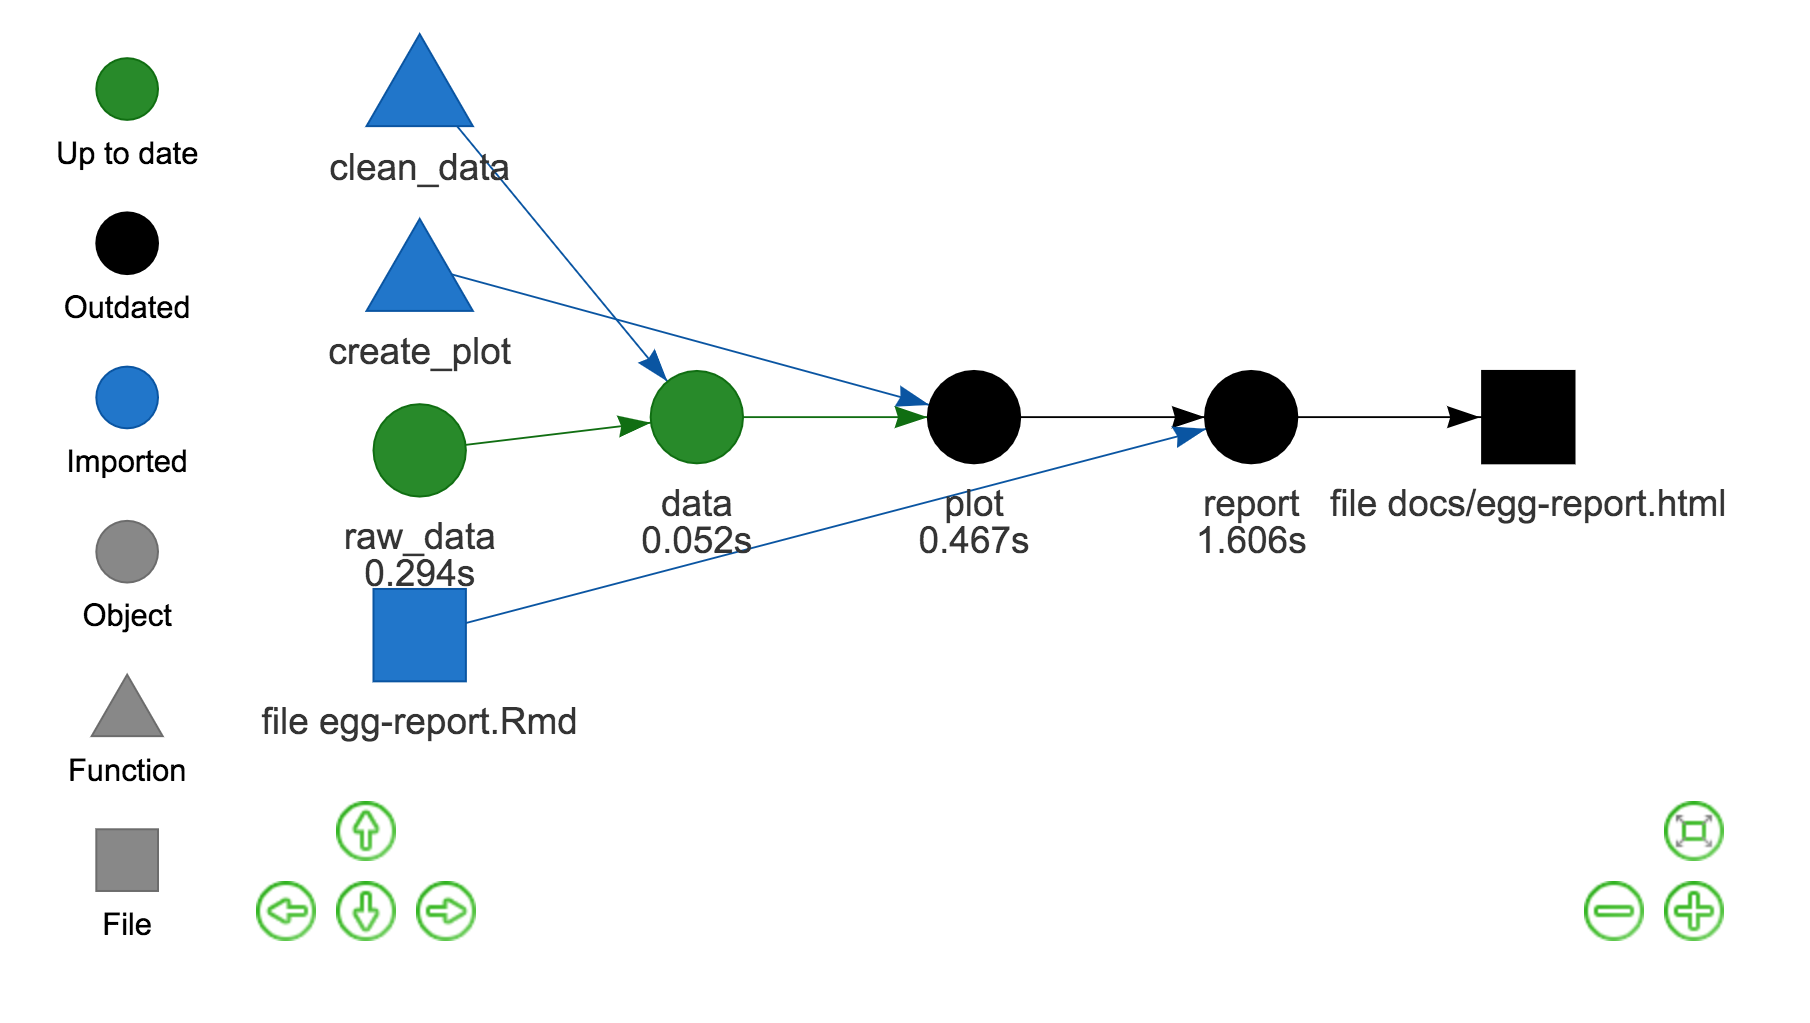 Up to date
Outdated
Imported
Object
Function
File
clean_data
create_plot
raw_data
0.294s
file egg-report.Rmd
data
0.052s
plot
0.467s
report
1.606s
file docs/egg-report.html